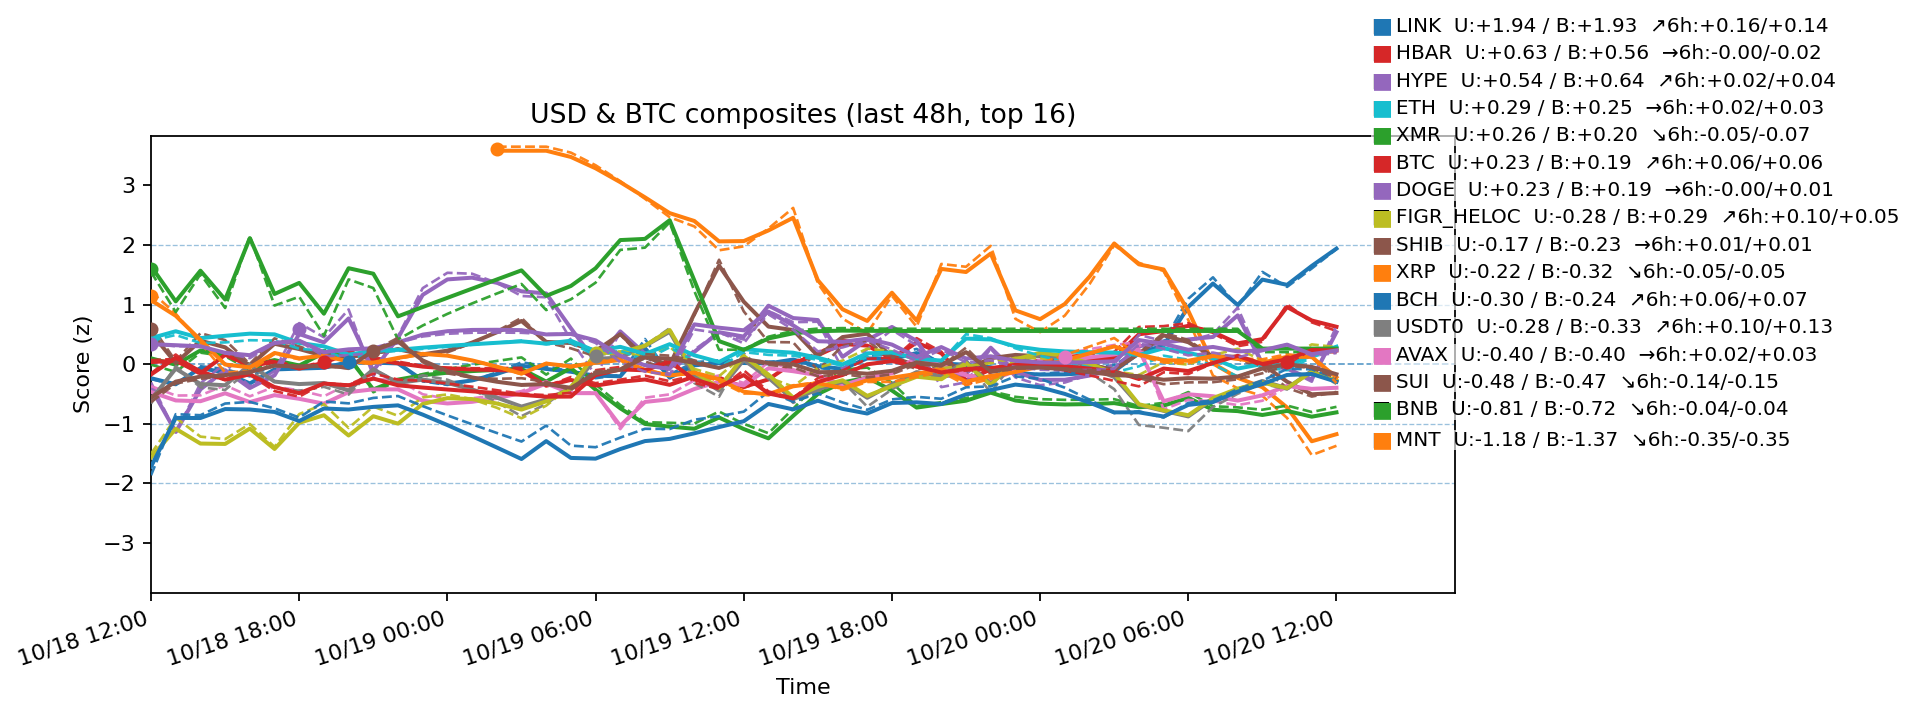 LINK U:+1.94 / B:+1.93 ↗6h:+0.16/+0.14
HBAR U:+0.63 / B:+0.56 →6h:-0.00/-0.02
HYPE U:+0.54 / B:+0.64 ↗6h:+0.02/+0.04
ETH U:+0.29 / B:+0.25 →6h:+0.02/+0.03
XMR U:+0.26 / B:+0.20 ↘6h:-0.05/-0.07
BTC U:+0.23 / B:+0.19 ↗6h:+0.06/+0.06
DOGE U:+0.23 / B:+0.19 →6h:-0.00/+0.01
FIGR_HELOC U:-0.28 / B:+0.29 ↗6h:+0.10/+0.05
SHIB U:-0.17 / B:-0.23 →6h:+0.01/+0.01
XRP U:-0.22 / B:-0.32 ↘6h:-0.05/-0.05
BCH U:-0.30 / B:-0.24 ↗6h:+0.06/+0.07
USDT0 U:-0.28 / B:-0.33 ↗6h:+0.10/+0.13
AVAX U:-0.40 / B:-0.40 →6h:+0.02/+0.03
SUI U:-0.48 / B:-0.47 ↘6h:-0.14/-0.15
BNB U:-0.81 / B:-0.72 ↘6h:-0.04/-0.04
MNT U:-1.18 / B:-1.37 ↘6h:-0.35/-0.35
USD & BTC composites (last 48h, top 16)
Score (z)
3
2
1
0
−1
−2
−3
10/18 12:00
10/18 18:00
10/19 00:00
10/19 06:00
10/19 12:00
10/19 18:00
10/20 00:00
10/20 06:00
10/20 12:00
Time